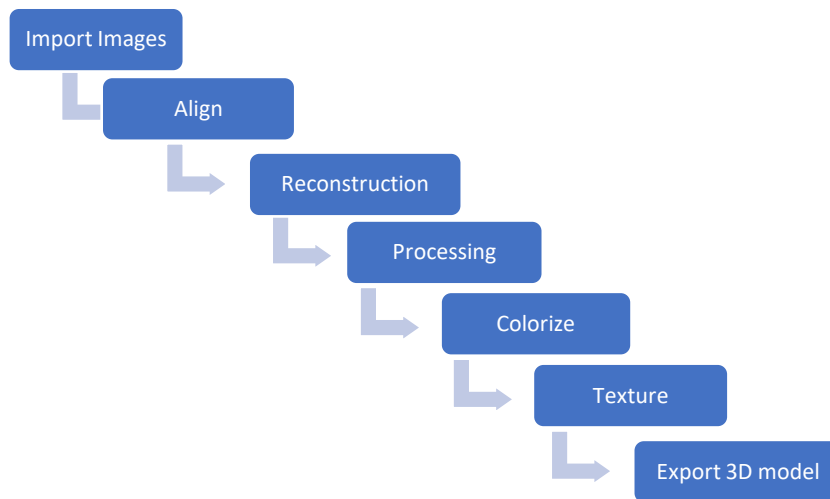 Import Images
Align
Reconstruction
Processing
Colorize
Texture
Export 3D model